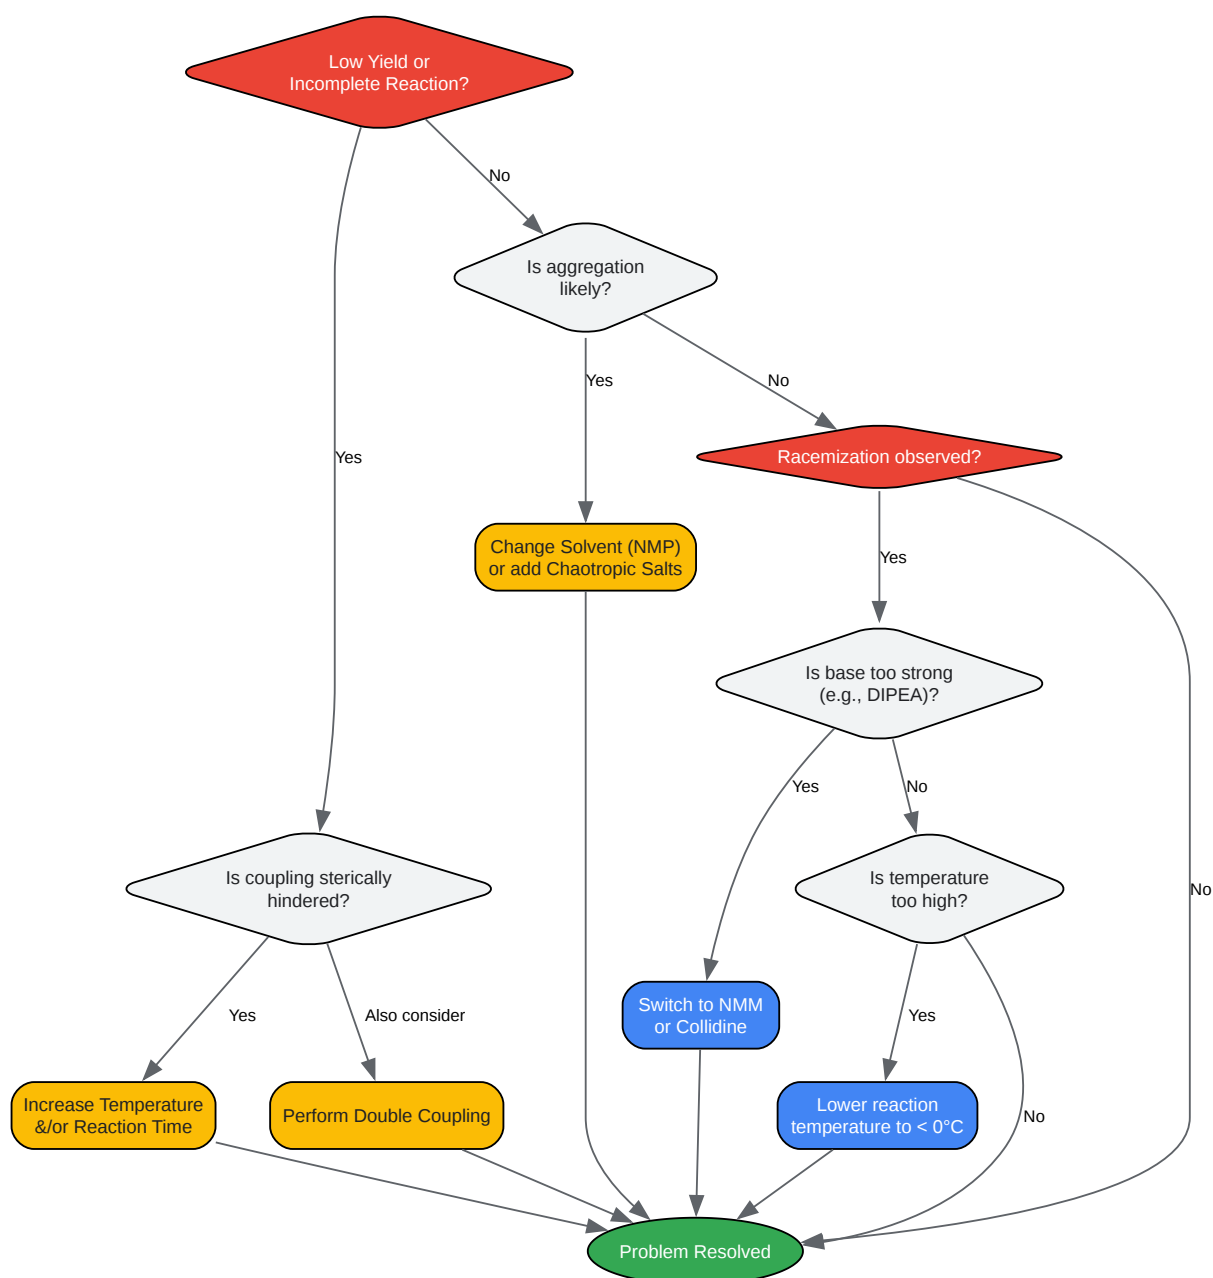 Low Yield or
Incomplete Reaction?
No
Is aggregation
likely?
Yes
No
Yes
Racemization observed?
Change Solvent (NMP)
or add Chaotropic Salts
Yes
Is base too strong
(e.g., DIPEA)?
Yes
No
Is coupling sterically
hindered?
Is temperature
too high?
No
Yes
Also consider
Switch to NMM
or Collidine
Yes
Increase Temperature
&/or Reaction Time
Perform Double Coupling
Lower reaction
temperature to < 0°C
No
Problem Resolved